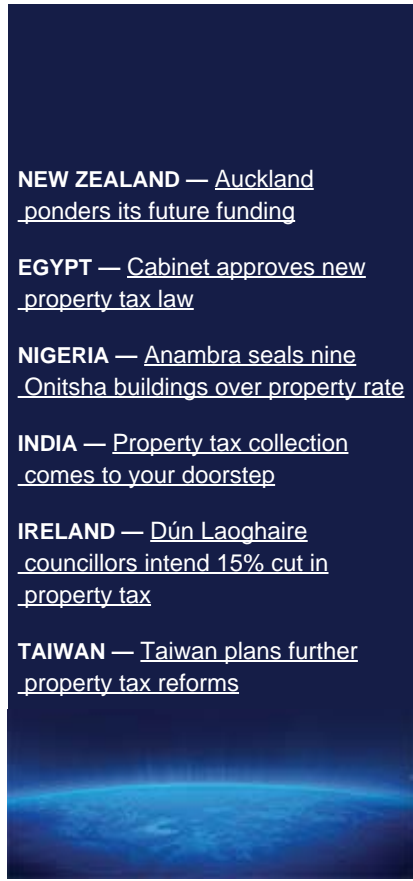 NEW ZEALAND — Auckland
ponders its future funding
EGYPT — Cabinet approves new
property tax law
NIGERIA — Anambra seals nine
Onitsha buildings over property rate
INDIA — Property tax collection
comes to your doorstep
IRELAND — Dún Laoghaire
councillors intend 15% cut in
property tax
TAIWAN — Taiwan plans further
property tax reforms